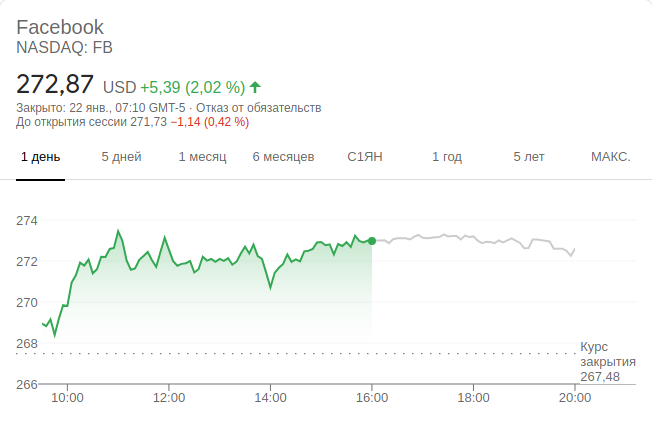 Facebook
NASDAQ: FB
272,87 USD +5,39 (2,02 %)
Закрыто: 22 янв., 07:10 GMT-5 · Отказ от обязательств
До открытия сессии 271,73 −1,14 (0,42 %)
1 день 5 дней 1 месяц 6 месяцев С1ЯН 1 год 5 лет МАКС.
274
272
270
268
266
Курс
закрытия
267,48
10:00 12:00 14:00 16:00 18:00 20:00